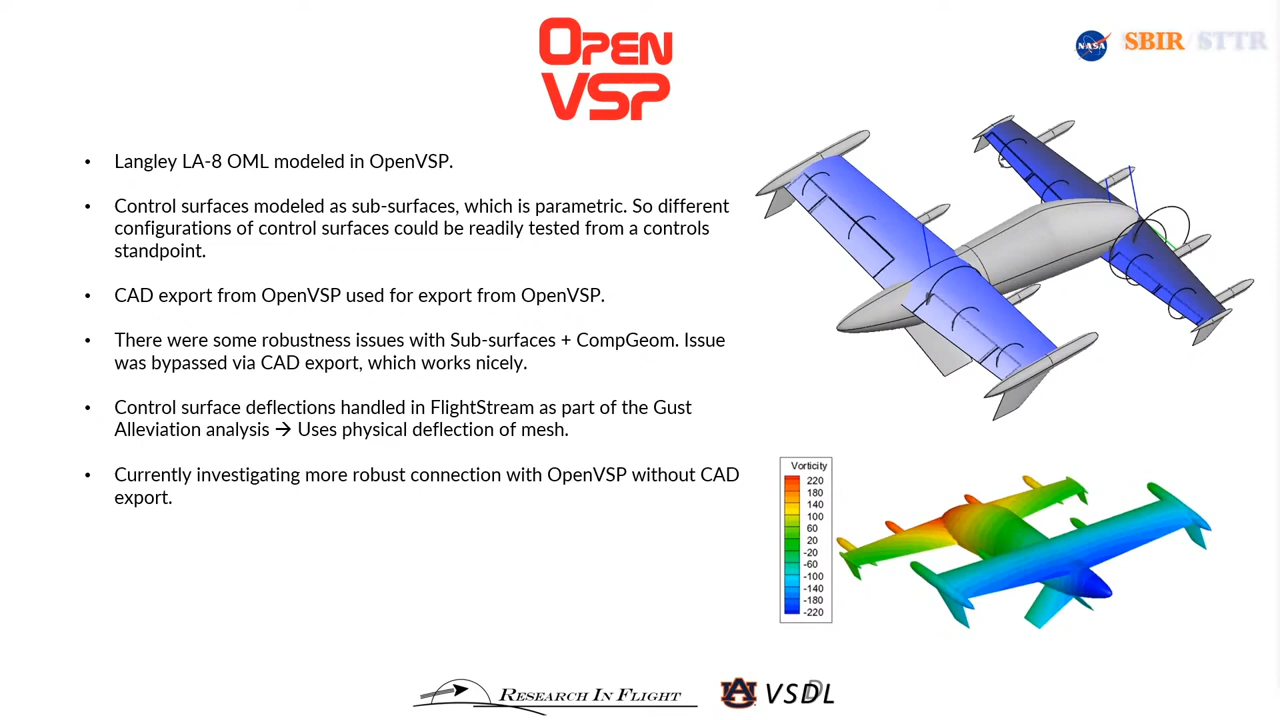 OPEN
VSP
NASA
SBIR STTR
• Langley LA-8 OML modeled in OpenVSP.
• Control surfaces modeled as sub-surfaces, which is parametric. So different
configurations of control surfaces could be readily tested from a controls
standpoint.
• CAD export from OpenVSP used for export from OpenVSP.
• There were some robustness issues with Sub-surfaces + CompGeom. Issue
was bypassed via CAD export, which works nicely.
• Control surface deflections handled in FlightStream as part of the Gust
Alleviation analysis → Uses physical deflection of mesh.
• Currently investigating more robust connection with OpenVSP without CAD
export.
Vorticity
220
180
140
100
60
20
-20
-60
-100
-140
-180
-220
RESEARCH IN FLIGHT
AU VSDL